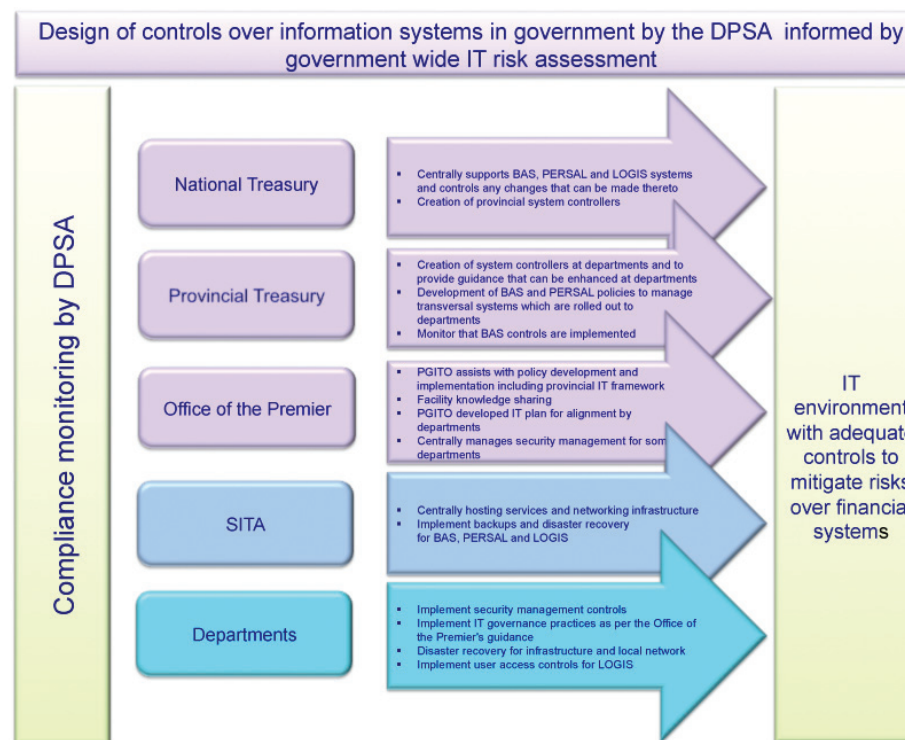 Design of controls over information systems in government by the DPSA informed by
government wide IT risk assessment
Compliance monitoring by DPSA
National Treasury
▪ Centrally supports BAS, PERSAL and LOGIS systems
and controls any changes that can be made thereto
▪ Creation of provincial system controllers
Provincial Treasury
▪ Creation of system controllers at departments and to
provide guidance that can be enhanced at departments
▪ Development of BAS and PERSAL policies to manage
transversal systems which are rolled out to
departments
▪ Monitor that BAS controls are implemented
Office of the Premier
▪ PGITO assists with policy development and
implementation including provincial IT framework
▪ Facility knowledge sharing
▪ PGITO developed IT plan for alignment by
departments
▪ Centrally manages security management for som
departments
SITA
▪ Centrally hosting services and networking infrastructure
▪ Implement backups and disaster recovery
for BAS, PERSAL and LOGIS
Departments
▪ Implement security management controls
▪ Implement IT governance practices as per the Office of
the Premier's guidance
▪ Disaster recovery for infrastructure and local network
▪ Implement user access controls for LOGIS
IT
environment
with adequate
controls to
mitigate risks
over financial
systems